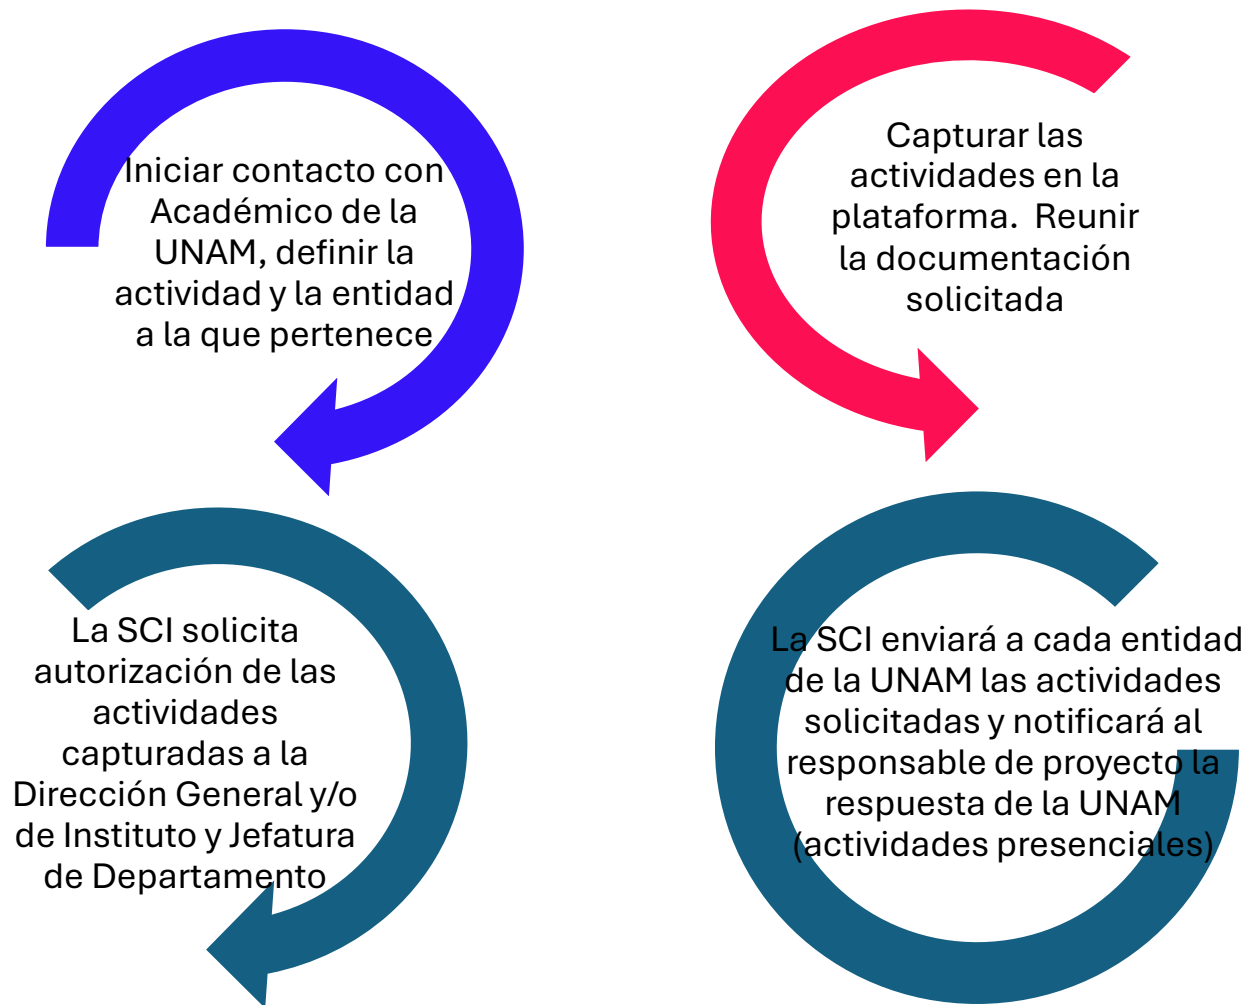 Iniciar contacto con
Académico de la
UNAM, definir la
actividad y la entidad
a la que pertenece
Capturar las
actividades en la
plataforma.  Reunir
la documentación
solicitada
La SCI solicita
autorización de las
actividades
capturadas a la
Dirección General y/o
de Instituto y Jefatura
de Departamento
La SCI enviará a cada entidad
de la UNAM las actividades
solicitadas y notificará al
responsable de proyecto la
respuesta de la UNAM
(actividades presenciales)